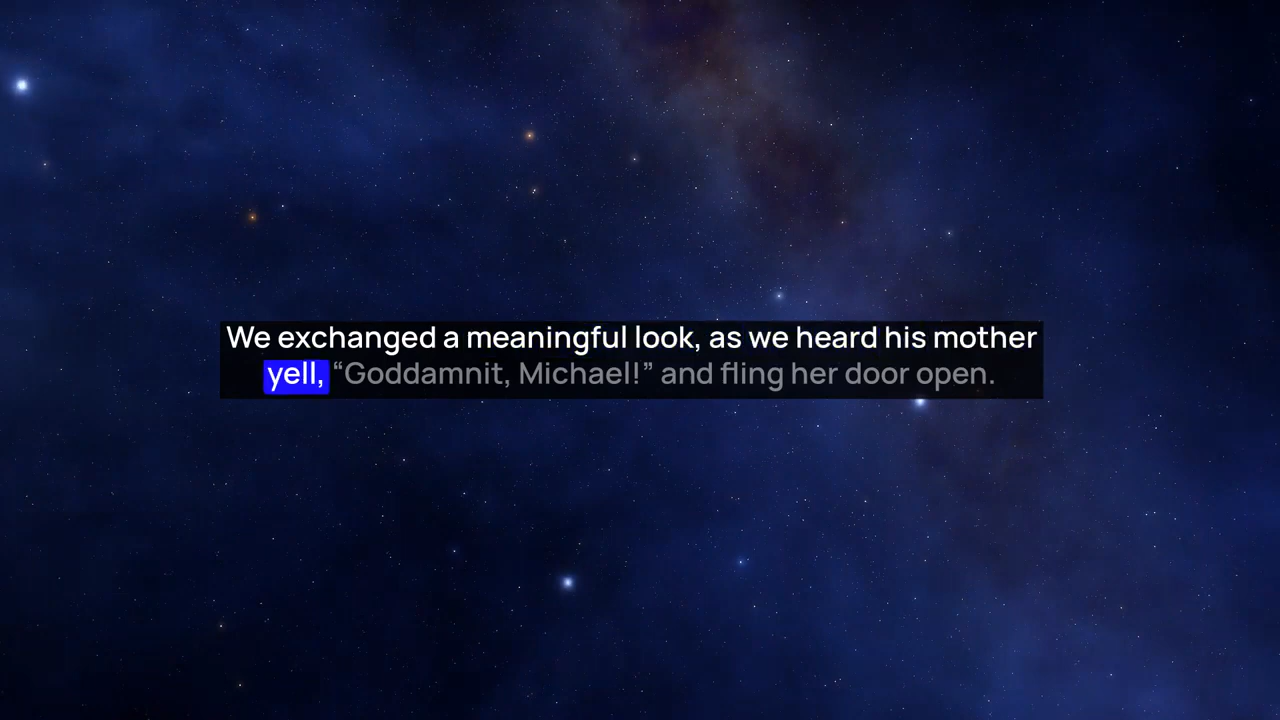 We exchanged a meaningful look, as we heard his mother
yell, “Goddamnit, Michael!” and fling her door open.